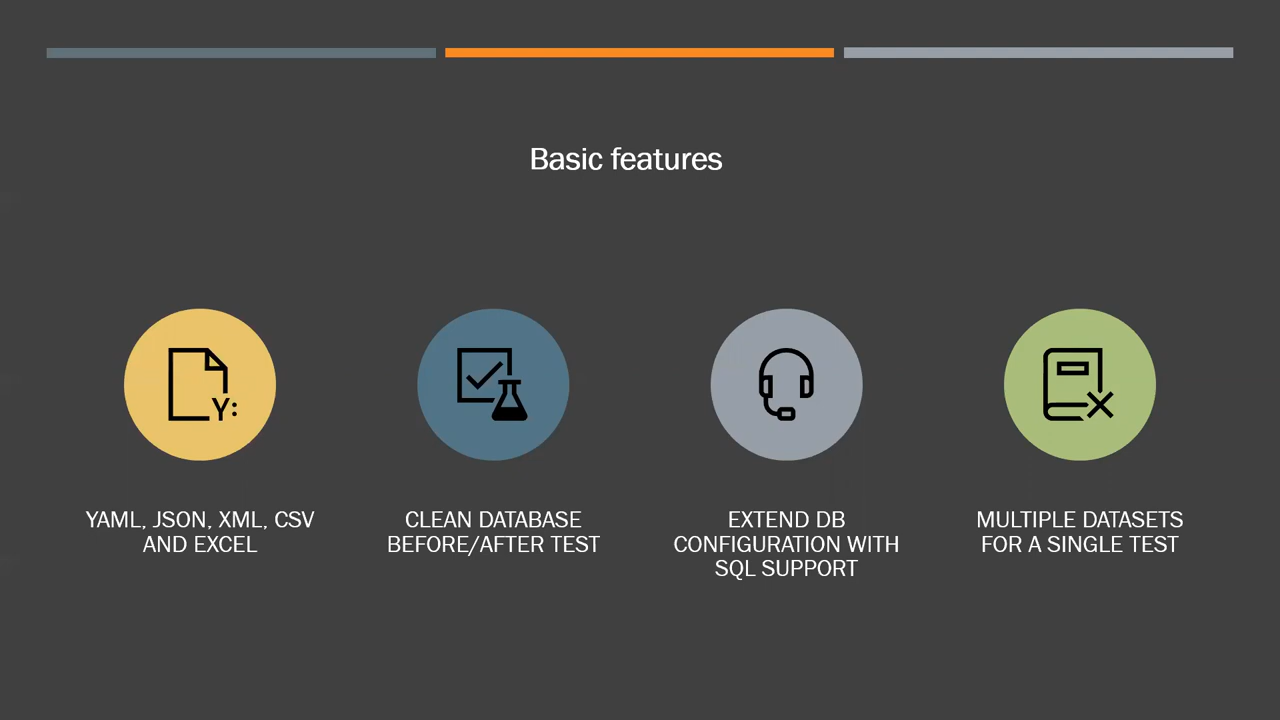 Basic features
Y:
YAML, JSON, XML, CSV
AND EXCEL
CLEAN DATABASE
BEFORE/AFTER TEST
EXTEND DB
CONFIGURATION WITH
SQL SUPPORT
MULTIPLE DATASETS
FOR A SINGLE TEST